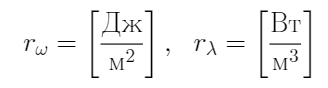 r_ω = [Дж/м²], r_λ = [Вт/м³]